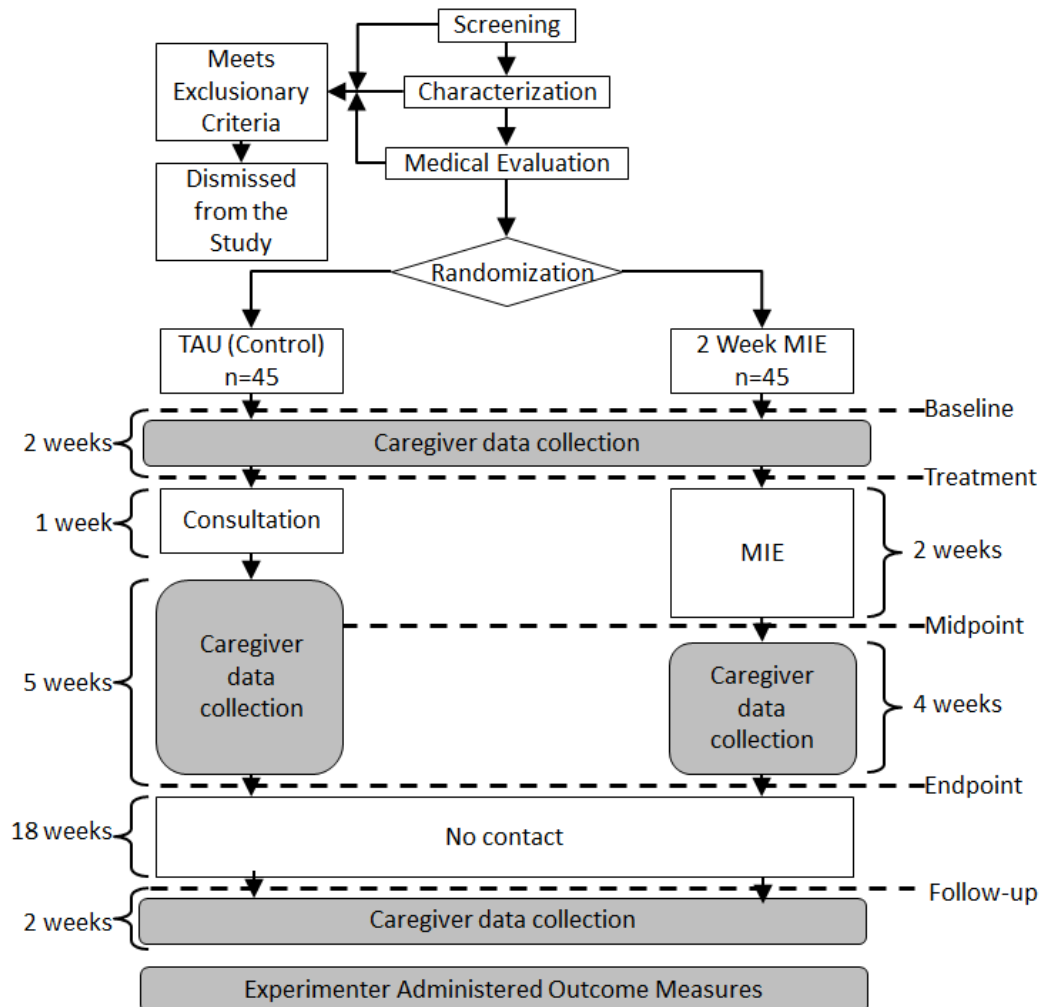 Screening
Meets
Exclusionary
Criteria
Characterization
Medical Evaluation
Dismissed
from the
Study
Randomization
TAU (Control)
n=45
2 Week MIE
n=45
Baseline
2 weeks
Caregiver data collection
Treatment
1 week
Consultation
MIE
2 weeks
Midpoint
5 weeks
Caregiver
data
collection
Caregiver
data
collection
4 weeks
Endpoint
18 weeks
No contact
Follow-up
2 weeks
Caregiver data collection
Experimenter Administered Outcome Measures